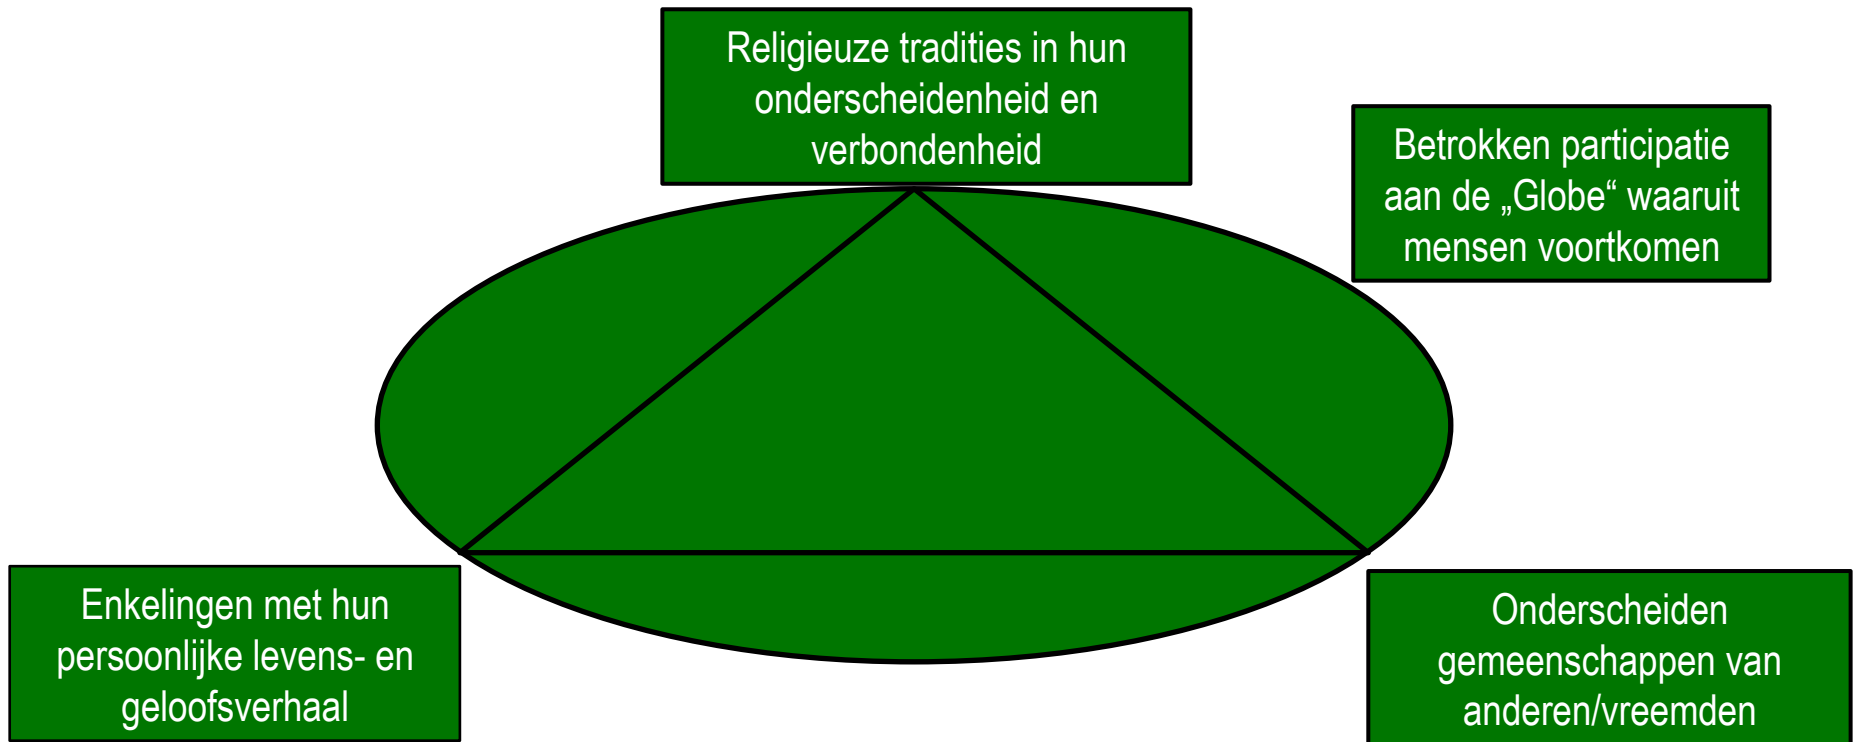 Religieuze tradities in hun
onderscheidenheid en
verbondenheid
Betrokken participatie
aan de „Globe“ waaruit
mensen voortkomen
Enkelingen met hun
persoonlijke levens- en
geloofsverhaal
Onderscheiden
gemeenschappen van
anderen/vreemden